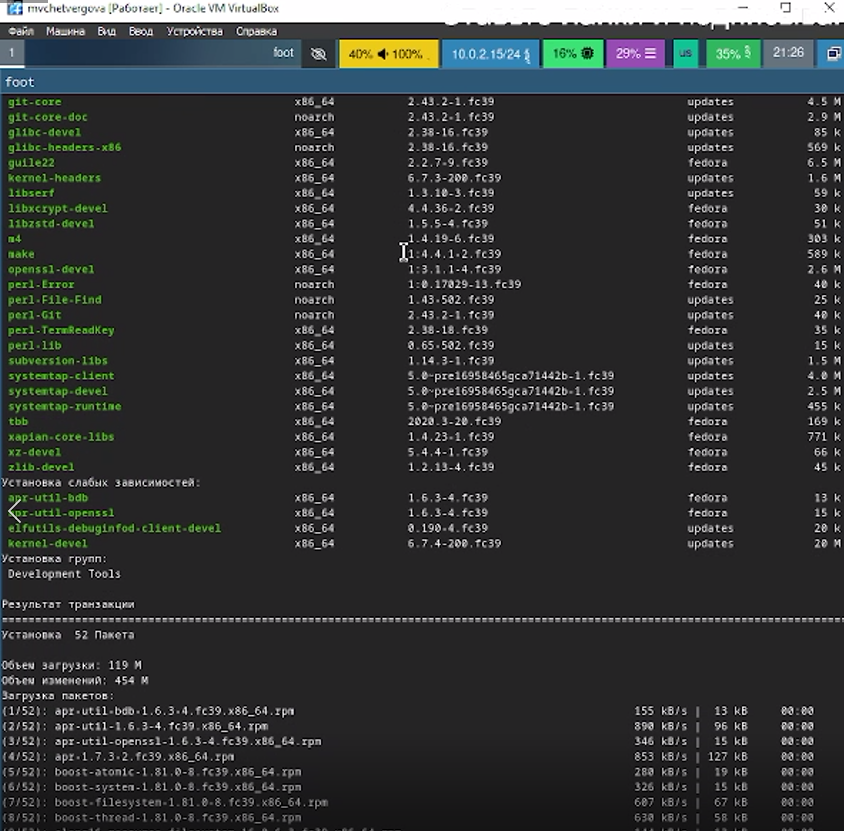 mvchetvergova [Работает] - Oracle VM VirtualBox
Файл Машина Вид Ввод Устройства Справка
1 foot 40% 100% 10.0.2.15/24 16% 29% us 35% 21:26
foot
git-core x86_64 2.43.2-1.fc39 updates 4.5 M
git-core-doc noarch 2.43.2-1.fc39 updates 2.9 M
glibc-devel x86_64 2.38-16.fc39 updates 85 k
glibc-headers-x86 noarch 2.38-16.fc39 updates 569 k
guile22 x86_64 2.2.7-9.fc39 fedora 6.5 M
kernel-headers x86_64 6.7.3-200.fc39 updates 1.6 M
libserf x86_64 1.3.10-3.fc39 updates 59 k
libxcrypt-devel x86_64 4.4.36-2.fc39 fedora 30 k
libzstd-devel x86_64 1.5.5-4.fc39 fedora 51 k
m4 x86_64 1.4.19-6.fc39 fedora 303 k
make x86_64 1:4.4.1-2.fc39 fedora 589 k
openssl-devel x86_64 1:3.1.1-4.fc39 fedora 2.6 M
perl-Error noarch 1:0.17029-13.fc39 fedora 40 k
perl-File-Find noarch 1.43-502.fc39 updates 25 k
perl-Git noarch 2.43.2-1.fc39 updates 40 k
perl-TermReadKey x86_64 2.38-18.fc39 fedora 35 k
perl-lib x86_64 0.65-502.fc39 updates 15 k
subversion-libs x86_64 1.14.3-1.fc39 updates 1.5 M
systemtap-client x86_64 5.0~pre16958465gca71442b-1.fc39 updates 4.0 M
systemtap-devel x86_64 5.0~pre16958465gca71442b-1.fc39 updates 2.5 M
systemtap-runtime x86_64 5.0~pre16958465gca71442b-1.fc39 updates 455 k
tbb x86_64 2020.3-20.fc39 fedora 169 k
xapian-core-libs x86_64 1.4.23-1.fc39 fedora 771 k
xz-devel x86_64 5.4.4-1.fc39 fedora 66 k
zlib-devel x86_64 1.2.13-4.fc39 fedora 45 k
Установка слабых зависимостей:
apr-util-bdb x86_64 1.6.3-4.fc39 fedora 13 k
apr-util-openssl x86_64 1.6.3-4.fc39 fedora 15 k
elfutils-debuginfod-client-devel x86_64 0.190-4.fc39 updates 20 k
kernel-devel x86_64 6.7.4-200.fc39 updates 20 M
Установка групп:
Development Tools
Результат транзакции
================================================================================
Установка 52 Пакета
Объем загрузки: 119 M
Объем изменений: 454 M
Загрузка пакетов:
(1/52): apr-util-bdb-1.6.3-4.fc39.x86_64.rpm 155 kB/s | 13 kB 00:00
(2/52): apr-util-1.6.3-4.fc39.x86_64.rpm 890 kB/s | 96 kB 00:00
(3/52): apr-util-openssl-1.6.3-4.fc39.x86_64.rpm 346 kB/s | 15 kB 00:00
(4/52): apr-1.7.3-2.fc39.x86_64.rpm 853 kB/s | 127 kB 00:00
(5/52): boost-atomic-1.81.0-8.fc39.x86_64.rpm 280 kB/s | 19 kB 00:00
(6/52): boost-system-1.81.0-8.fc39.x86_64.rpm 326 kB/s | 15 kB 00:00
(7/52): boost-filesystem-1.81.0-8.fc39.x86_64.rpm 607 kB/s | 67 kB 00:00
(8/52): boost-thread-1.81.0-8.fc39.x86_64.rpm 630 kB/s | 58 kB 00:00